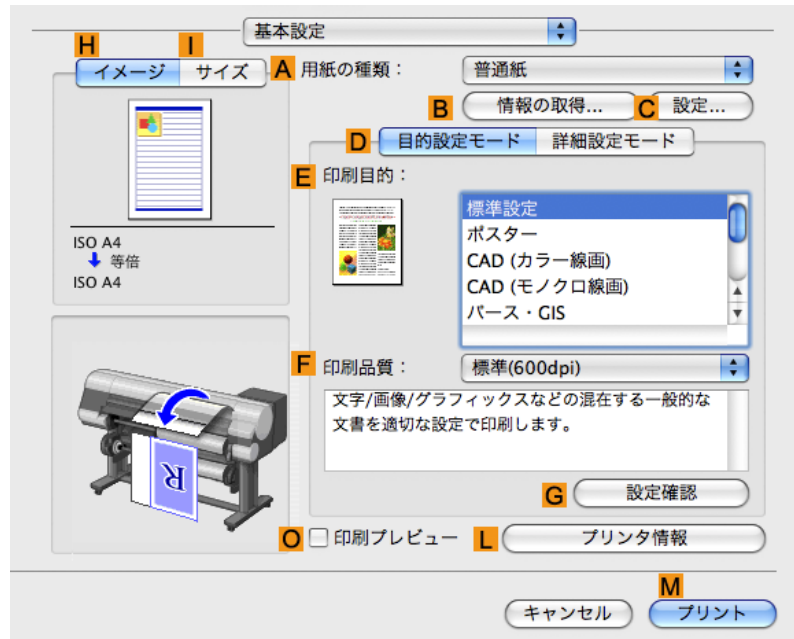 基本設定
H
I
イメージ
サイズ
A 用紙の種類：
普通紙
B 情報の取得...
C 設定...
ISO A4
等倍
ISO A4
D 目的設定モード
詳細設定モード
E 印刷目的：
標準設定
ポスター
CAD (カラー線画)
CAD (モノクロ線画)
パース・GIS
F 印刷品質：
標準(600dpi)
文字/画像/グラフィックスなどの混在する一般的な
文書を適切な設定で印刷します。
R
G 設定確認
O 印刷プレビュー
L プリンタ情報
M
キャンセル
プリント